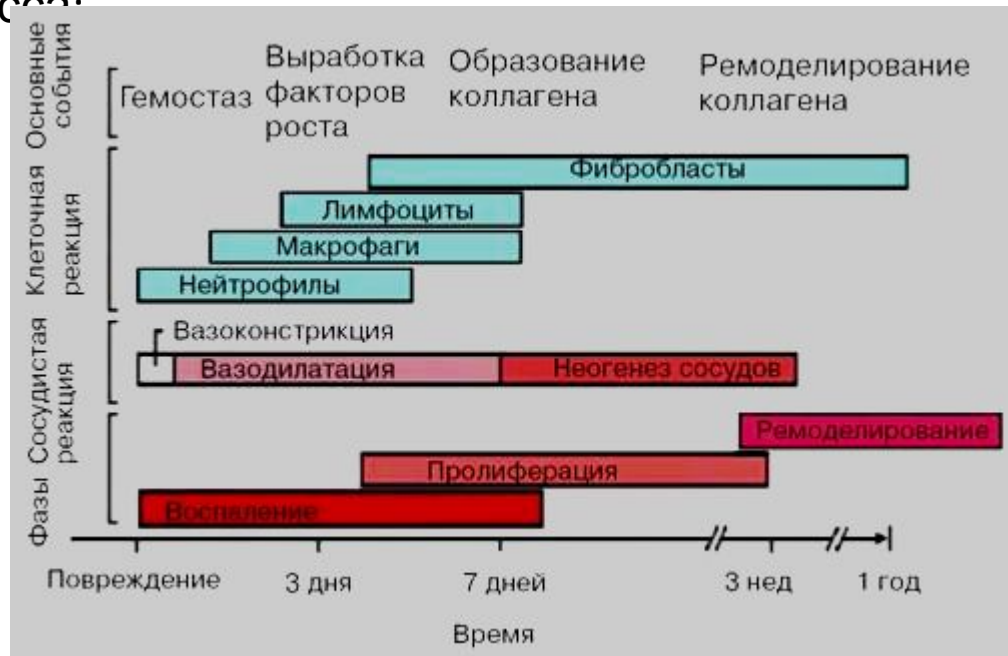 Основные события
Гемостаз
Выработка
факторов
роста
Образование
коллагена
Ремоделирование
коллагена
Клеточная реакция
Фибробласты
Лимфоциты
Макрофаги
Нейтрофилы
Сосудистая реакция
Вазоконстрикция
Вазодилатация
Неогенез сосудов
Фазы
Ремоделирование
Пролиферация
Воспаление
Повреждение
3 дня
7 дней
3 нед
1 год
Время